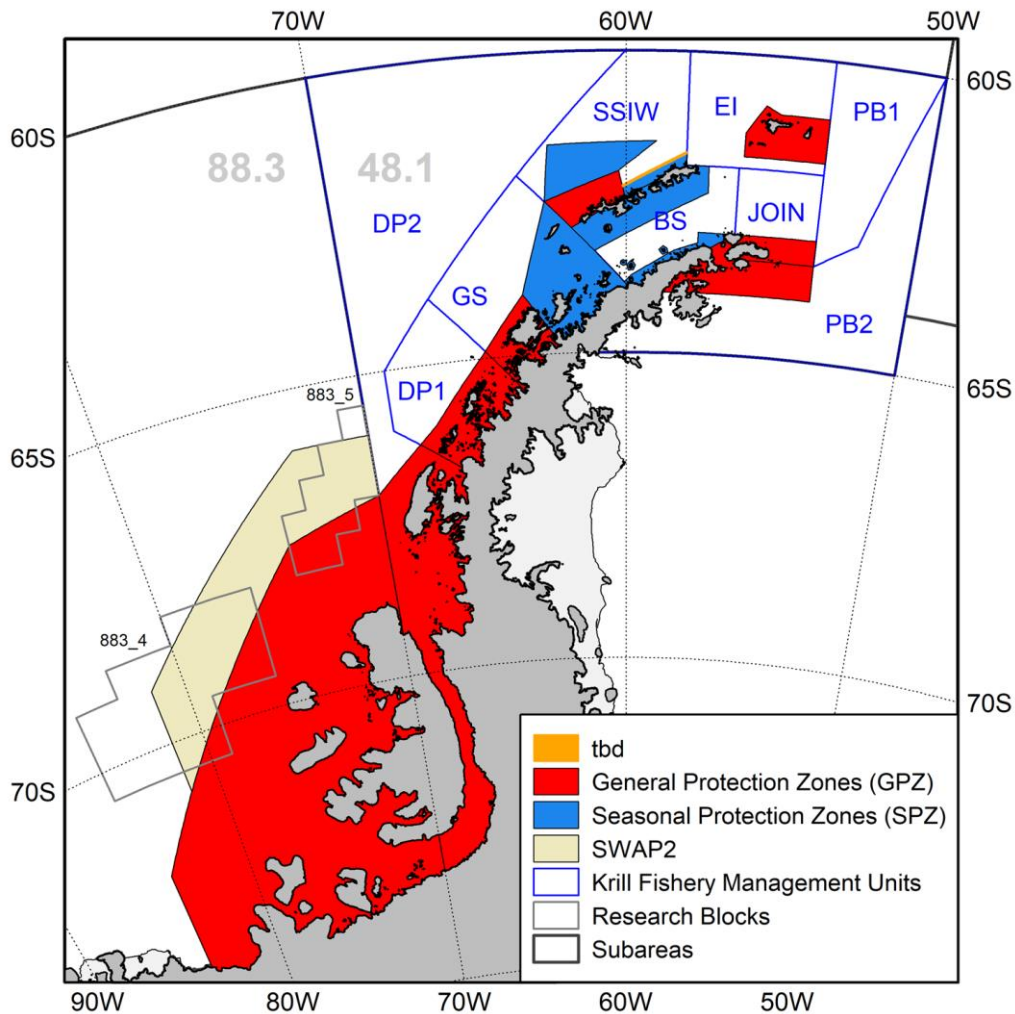 70W 60W 50W
60S
60S
SSIW EI PB1
88.3 48.1
DP2 BS JOIN
GS PB2
DP1
883_5
65S
65S
883_4
70S
70S
tbd
General Protection Zones (GPZ)
Seasonal Protection Zones (SPZ)
SWAP2
Krill Fishery Management Units
Research Blocks
Subareas
90W 80W 70W 60W 50W